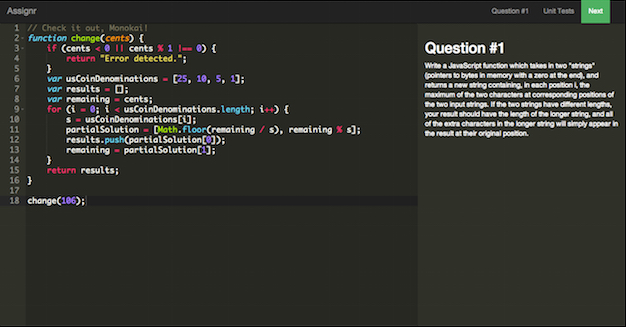 Assignr
Question #1 Unit Tests Next
1 // Check it out, Monokai!
2 function change(cents) {
3 if (cents < 0 || cents % 1 !== 0) {
4 return "Error detected.";
5 }
6 var usCoinDenominations = [25, 10, 5, 1];
7 var results = [];
8 var remaining = cents;
9 for (i = 0; i < usCoinDenominations.length; i++) {
10 s = usCoinDenominations[i];
11 partialSolution = [Math.floor(remaining / s), remaining % s];
12 results.push(partialSolution[0]);
13 remaining = partialSolution[1];
14 }
15 return results;
16 }
17
18 change(106);
Question #1
Write a JavaScript function which takes in two "strings"
(pointers to bytes in memory with a zero at the end), and
returns a new string containing, in each position i, the
maximum of the two characters at corresponding positions of
the two input strings. If the two strings have different lengths,
your result should have the length of the longer string, and all
of the extra characters in the longer string will simply appear in
the result at their original position.